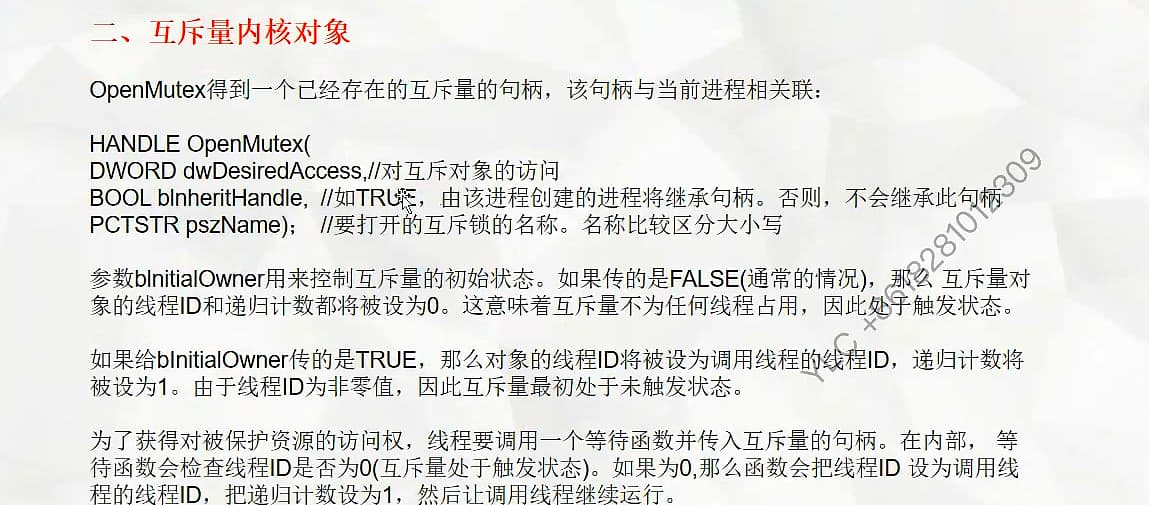 二、互斥量内核对象
OpenMutex得到一个已经存在的互斥量的句柄，该句柄与当前进程相关联：
HANDLE OpenMutex(
DWORD dwDesiredAccess,//对互斥对象的访问
BOOL bInheritHandle, //如TRUE，由该进程创建的进程将继承句柄。否则，不会继承此句柄
PCTSTR pszName)； //要打开的互斥锁的名称。名称比较区分大小写
参数bInitialOwner用来控制互斥量的初始状态。如果传的是FALSE(通常的情况)，那么 互斥量对
象的线程ID和递归计数都将被设为0。这意味着互斥量不为任何线程占用，因此处于触发状态。
如果给bInitialOwner传的是TRUE，那么对象的线程ID将被设为调用线程的线程ID，递归计数将
被设为1。由于线程ID为非零值，因此互斥量最初处于未触发状态。
为了获得对被保护资源的访问权，线程要调用一个等待函数并传入互斥量的句柄。在内部， 等
待函数会检查线程ID是否为0(互斥量处于触发状态)。如果为0,那么函数会把线程ID 设为调用线
程的线程ID，把递归计数设为1，然后让调用线程继续运行。
YLC +8618281012309